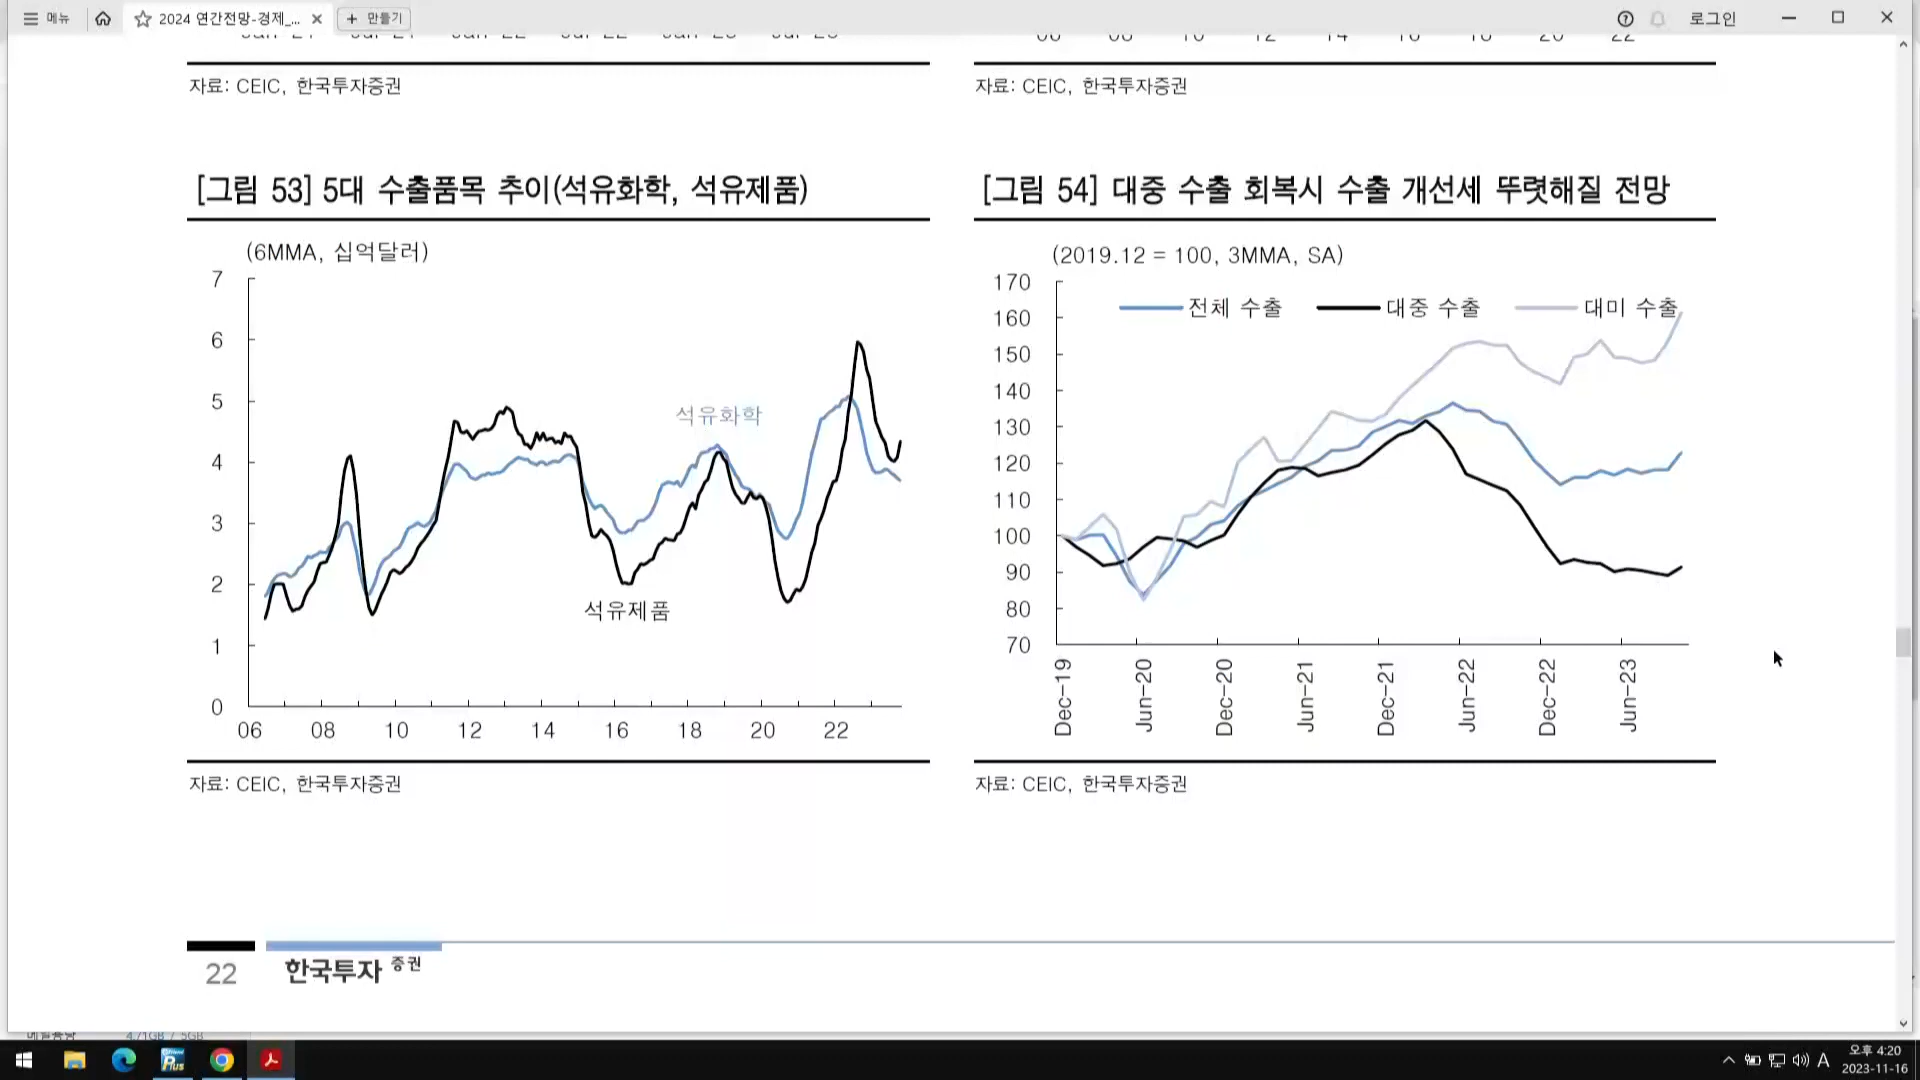 메뉴
2024 연간전망-경제_...
만들기
로그인
자료: CEIC, 한국투자증권
자료: CEIC, 한국투자증권
[그림 53] 5대 수출품목 추이(석유화학, 석유제품)
(6MMA, 십억달러)
7
6
5
4
3
2
1
0
석유화학
석유제품
06 08 10 12 14 16 18 20 22
자료: CEIC, 한국투자증권
[그림 54] 대중 수출 회복시 수출 개선세 뚜렷해질 전망
(2019.12 = 100, 3MMA, SA)
전체 수출 대중 수출 대미 수출
170
160
150
140
130
120
110
100
90
80
70
Dec-19 Jun-20 Dec-20 Jun-21 Dec-21 Jun-22 Dec-22 Jun-23
자료: CEIC, 한국투자증권
22 한국투자 증권
4.71GB / 5GB
Plus
A
오후 4:20
2023-11-16